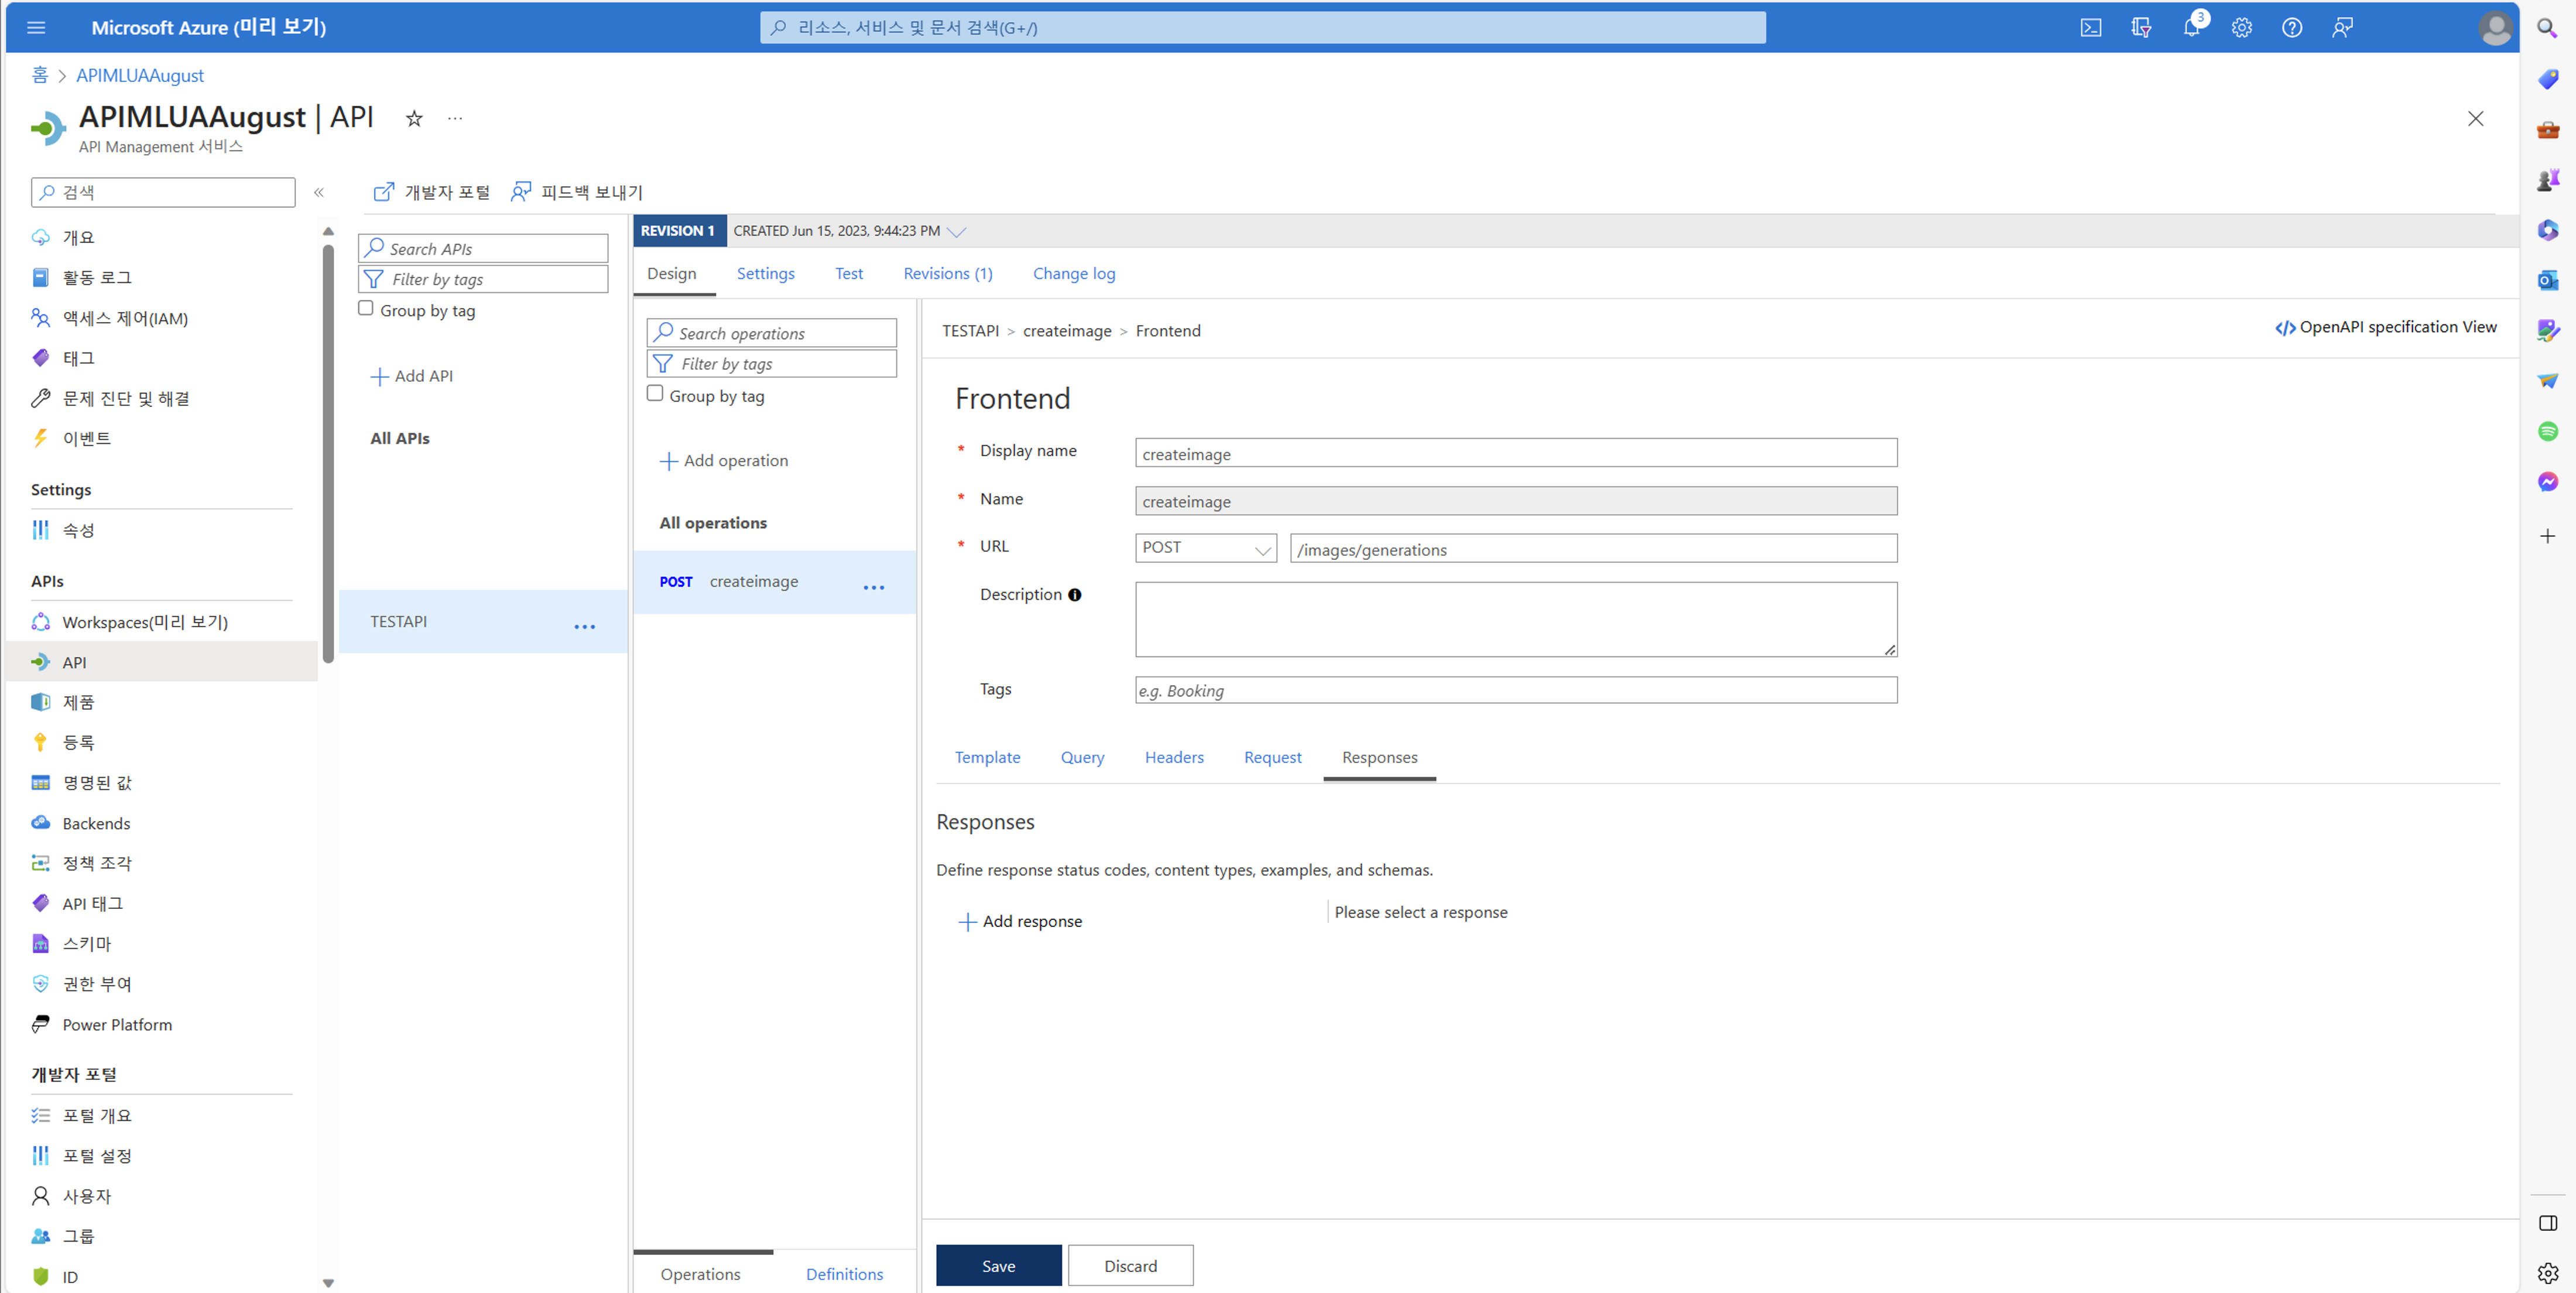 Microsoft Azure (미리 보기)
리소스, 서비스 및 문서 검색(G+/)
3
홈 > APIMLUAAugust
APIMLUAAugust | API
API Management 서비스
검색
개발자 포털
피드백 보내기
개요
활동 로그
액세스 제어(IAM)
태그
문제 진단 및 해결
이벤트
Settings
속성
APIs
Workspaces(미리 보기)
API
제품
등록
명명된 값
Backends
정책 조각
API 태그
스키마
권한 부여
Power Platform
개발자 포털
포털 개요
포털 설정
사용자
그룹
ID
Search APIs
Filter by tags
Group by tag
Add API
All APIs
TESTAPI
REVISION 1 CREATED Jun 15, 2023, 9:44:23 PM
Design Settings Test Revisions (1) Change log
Search operations
Filter by tags
Group by tag
Add operation
All operations
POST createimage
Operations Definitions
TESTAPI > createimage > Frontend
OpenAPI specification View
Frontend
* Display name createimage
* Name createimage
* URL POST /images/generations
Description
Tags e.g. Booking
Template Query Headers Request Responses
Responses
Define response status codes, content types, examples, and schemas.
Add response
Please select a response
Save Discard